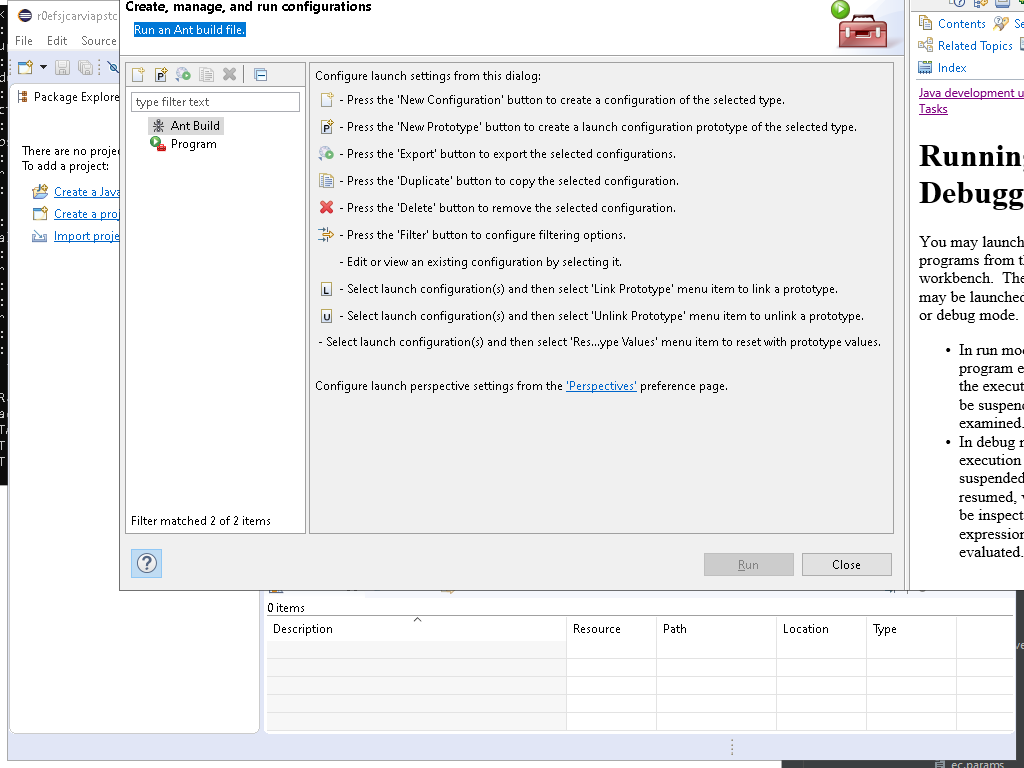 Create, manage, and run configurations
Run an Ant build file.
r0efsjcarviapstc
File Edit Source
Package Explore
There are no proje
To add a project:
Create a Java
Create a proj
Import proje
type filter text
Ant Build
Program
Filter matched 2 of 2 items
Configure launch settings from this dialog:
- Press the 'New Configuration' button to create a configuration of the selected type.
- Press the 'New Prototype' button to create a launch configuration prototype of the selected type.
- Press the 'Export' button to export the selected configurations.
- Press the 'Duplicate' button to copy the selected configuration.
- Press the 'Delete' button to remove the selected configuration.
- Press the 'Filter' button to configure filtering options.
- Edit or view an existing configuration by selecting it.
- Select launch configuration(s) and then select 'Link Prototype' menu item to link a prototype.
- Select launch configuration(s) and then select 'Unlink Prototype' menu item to unlink a prototype.
- Select launch configuration(s) and then select 'Res...ype Values' menu item to reset with prototype values.
Configure launch perspective settings from the 'Perspectives' preference page.
Run Close
Contents Se
Related Topics
Index
Java development u
Tasks
Running
Debugg
You may launch
programs from th
workbench. The
may be launched
or debug mode.
• In run mod
program e
the execut
be suspend
examined.
• In debug m
execution
suspended
resumed, v
be inspect
expression
evaluated.
0 items
Description Resource Path Location Type
ec.params